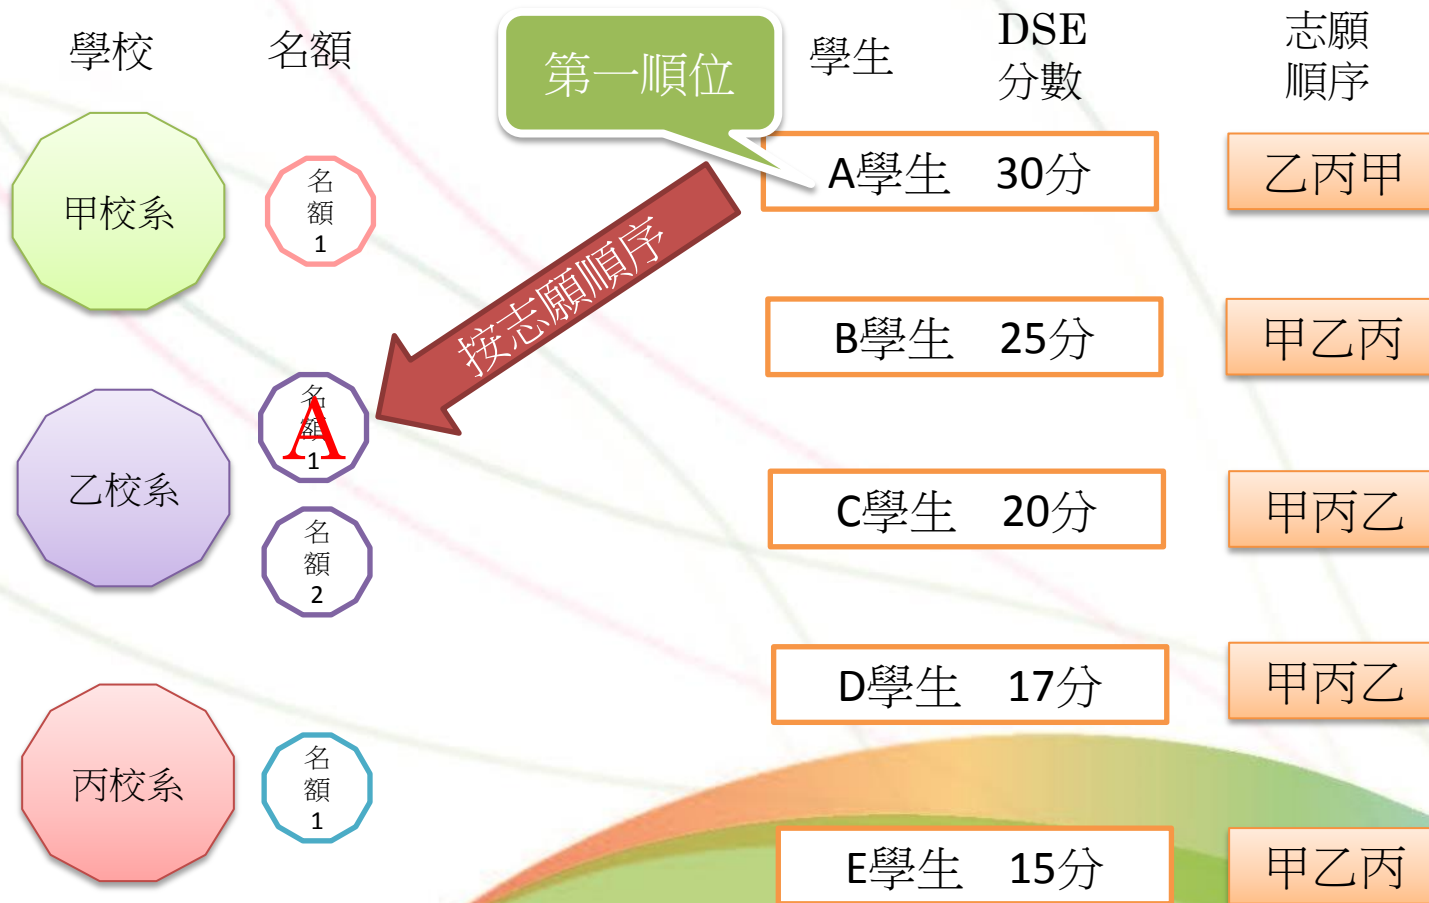 學校
名額
第一順位
學生
DSE
分數
志願
順序
甲校系
名
額
1
A學生 30分
乙丙甲
按志願順序
B學生 25分
甲乙丙
乙校系
名
額
1
A
名
額
2
C學生 20分
甲丙乙
D學生 17分
甲丙乙
丙校系
名
額
1
E學生 15分
甲乙丙